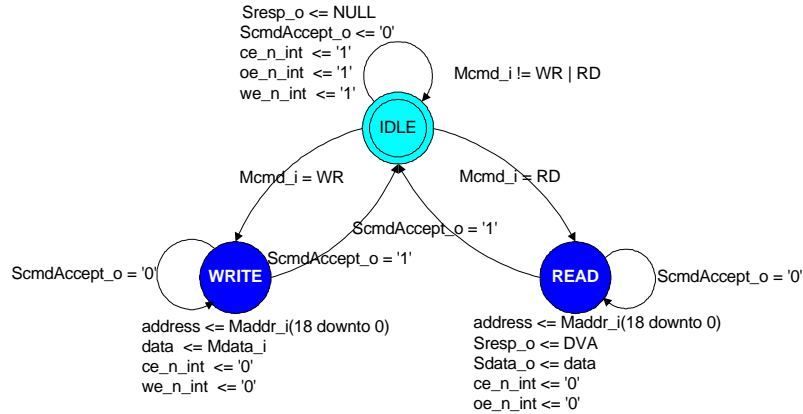 Sresp_o <= NULL
ScmdAccept_o <= '0'
ce_n_int  <= '1'
oe_n_int  <= '1'
we_n_int  <= '1'
Mcmd_i != WR | RD
IDLE
Mcmd_i = WR
Mcmd_i = RD
ScmdAccept_o = '1'
ScmdAccept_o = '1'
ScmdAccept_o = '0'
WRITE
READ
ScmdAccept_o = '0'
address <= Maddr_i(18 downto 0)
data  <= Mdata_i
ce_n_int  <= '0'
we_n_int  <= '0'
address <= Maddr_i(18 downto 0)
Sresp_o <= DVA
Sdata_o <= data
ce_n_int  <= '0'
oe_n_int <= '0'